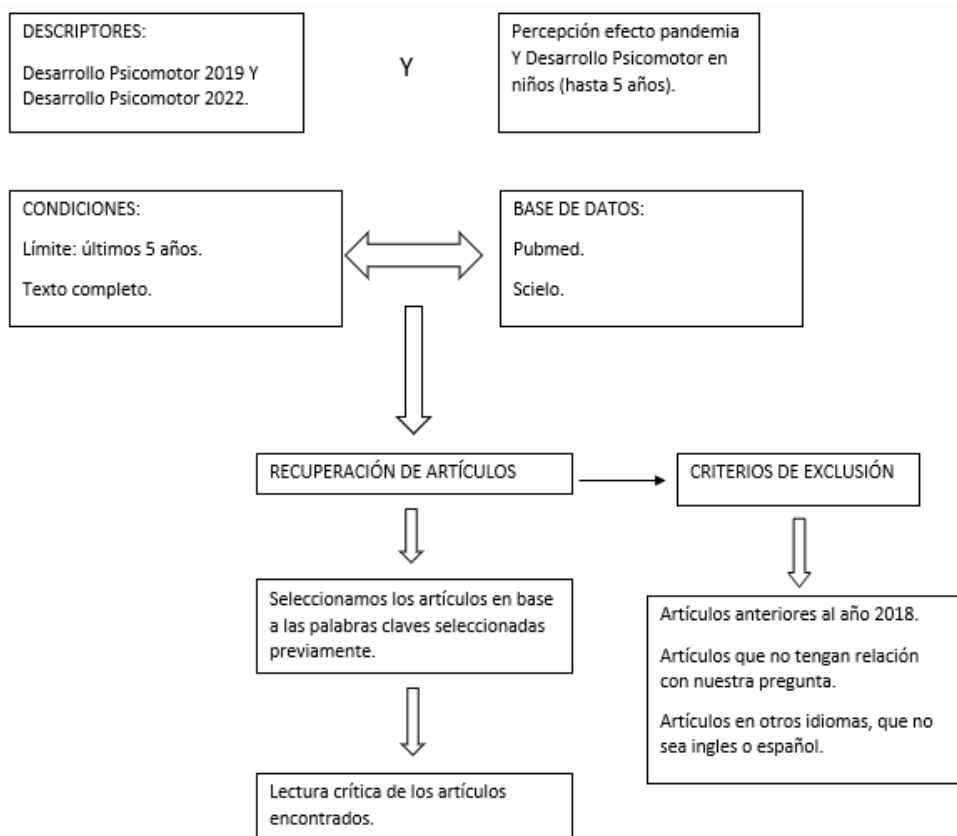 DESCRIPTORES:
Desarrollo Psicomotor 2019 Y
Desarrollo Psicomotor 2022.
Y
Percepción efecto pandemia
Y Desarrollo Psicomotor en
niños (hasta 5 años).
CONDICIONES:
Límite: últimos 5 años.
Texto completo.
BASE DE DATOS:
Pubmed.
Scielo.
RECUPERACIÓN DE ARTÍCULOS
CRITERIOS DE EXCLUSIÓN
Seleccionamos los artículos en base
a las palabras claves seleccionadas
previamente.
Artículos anteriores al año 2018.
Artículos que no tengan relación
con nuestra pregunta.
Artículos en otros idiomas, que no
sea ingles o español.
Lectura crítica de los artículos
encontrados.